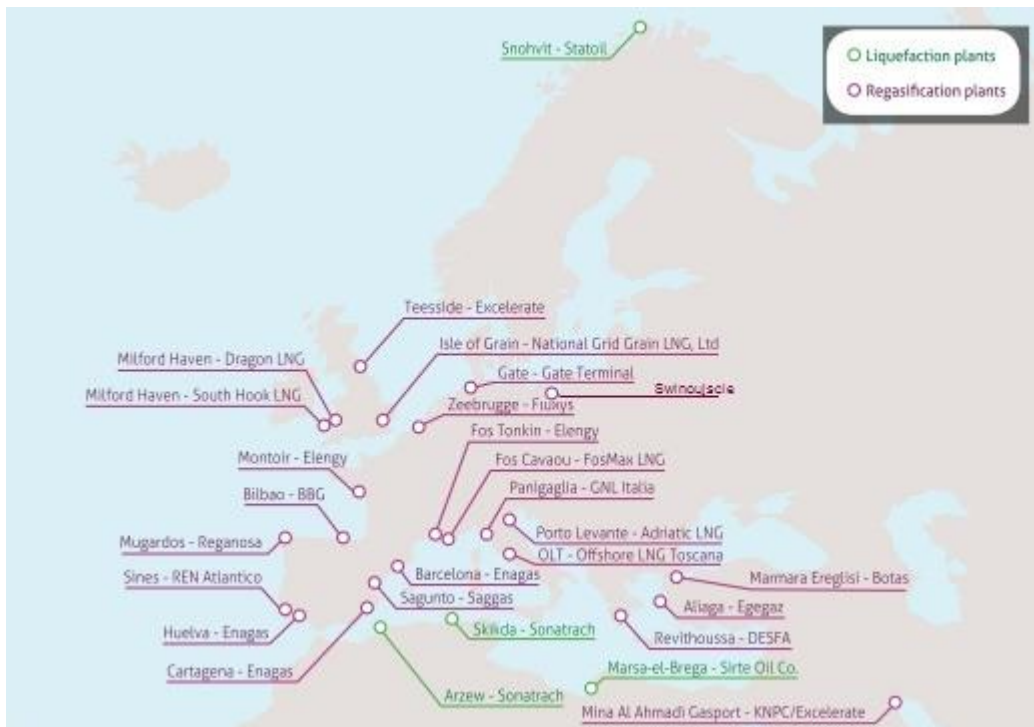 Snohvit - Statoil
Liquefaction plants
Regasification plants
Teesside - Excelerate
Isle of Grain - National Grid Grain LNG, Ltd
Milford Haven - Dragon LNG
Gate - Gate Terminal
Swinoujscie
Milford Haven - South Hook LNG
Zeebrugge - Fluxys
Fos Tonkin - Elengy
Montoir - Elengy
Fos Cavaou - FosMax LNG
Bilbao - BBG
Panigaglia - GNL Italia
Mugardos - Reganosa
Porto Levante - Adriatic LNG
OLT - Offshore LNG Toscana
Sines - REN Atlantico
Barcelona - Enagas
Marmara Ereglisi - Botas
Sagunto - Saggas
Aliaga - Egegaz
Huelva - Enagas
Skikda - Sonatrach
Revithoussa - DESFA
Cartagena - Enagas
Marsa-el-Brega - Sirte Oil Co.
Arzew - Sonatrach
Mina Al Ahmadi Gasport - KNPC/Excelerate